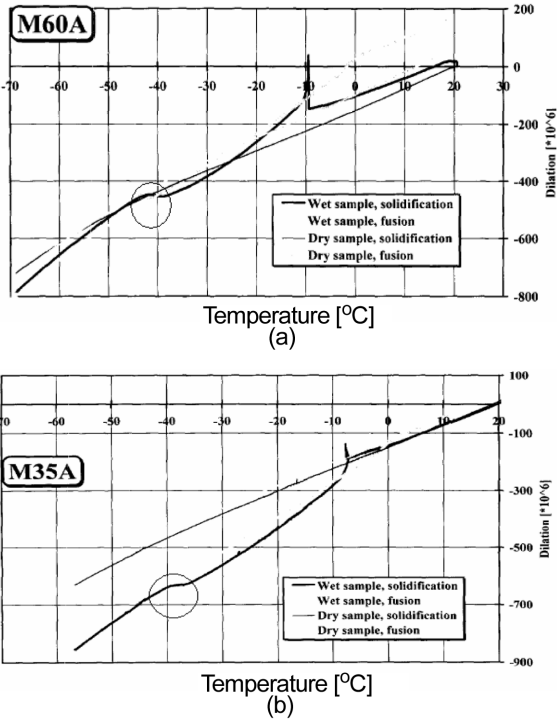 M60A
200
-70 -60 -50 -40 -30 -20 -10 0 10 20 30
0
-200
-400
-600
-800
Dilation [*10^6]
Wet sample, solidification
Wet sample, fusion
Dry sample, solidification
Dry sample, fusion
Temperature [°C]
(a)
100
70 -60 -50 -40 -30 -20 -10 0 10 20
-100
-300
-500
-700
-900
Dilation [*10^6]
M35A
Wet sample, solidification
Wet sample, fusion
Dry sample, solidification
Dry sample, fusion
Temperature [°C]
(b)